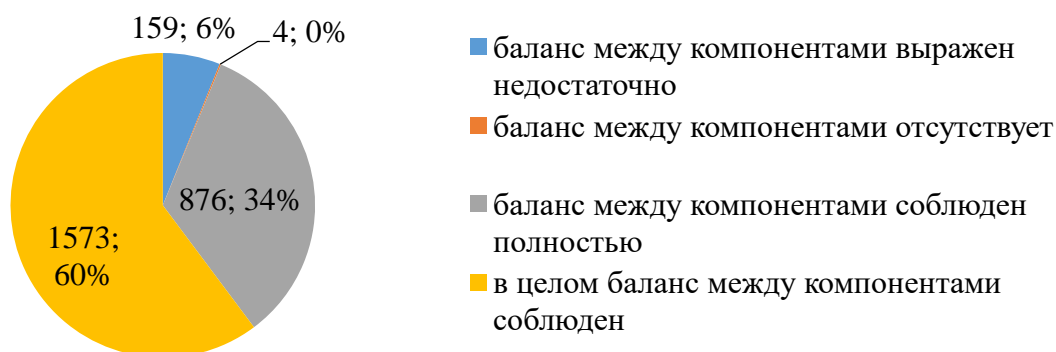 159; 6%
4; 0%
876; 34%
1573;
60%
баланс между компонентами выражен
недостаточно
баланс между компонентами отсутствует
баланс между компонентами соблюден
полностью
в целом баланс между компонентами
соблюден